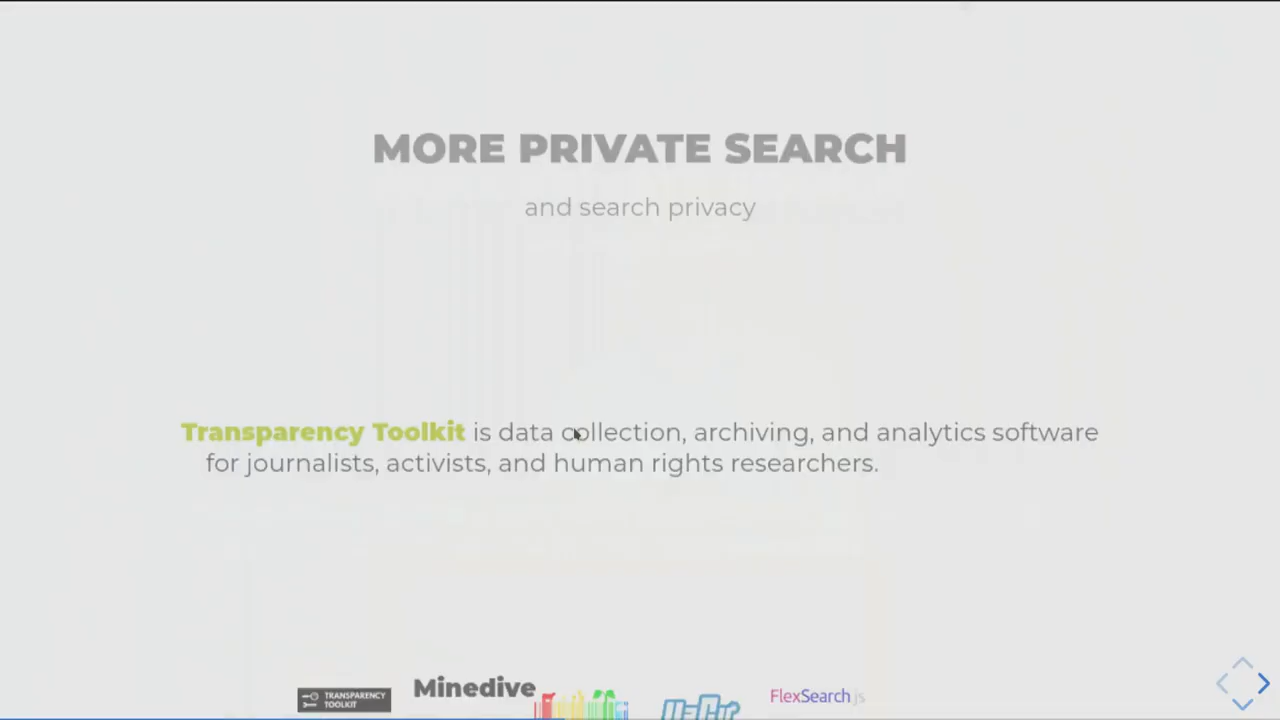 MORE PRIVATE SEARCH
and search privacy
Transparency Toolkit is data collection, archiving, and analytics software
for journalists, activists, and human rights researchers.
TRANSPARENCY
TOOLKIT
Minedive
FlexSearch js